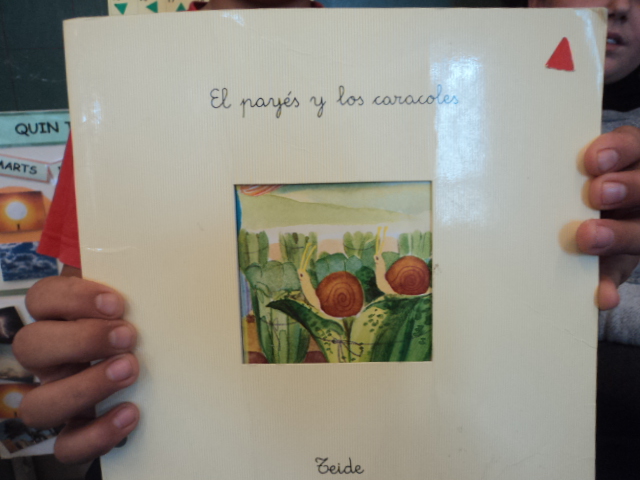 El payés y los caracoles
Teide
QUIN T
MARTS